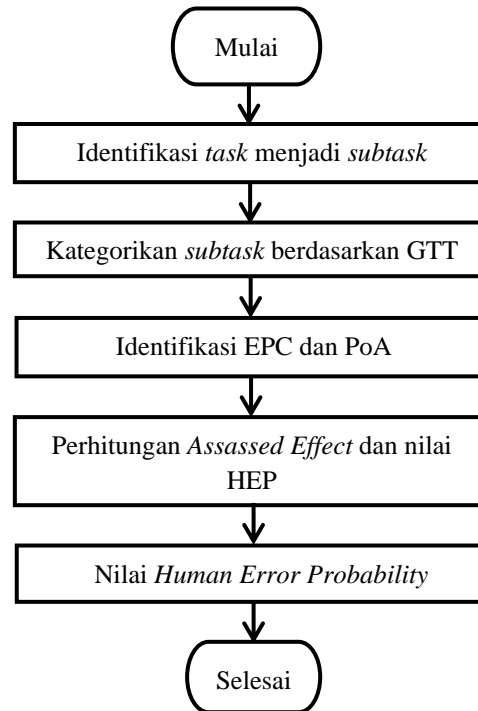 Mulai
Identifikasi task menjadi subtask
Kategorikan subtask berdasarkan GTT
Identifikasi EPC dan PoA
Perhitungan Assassed Effect dan nilai
HEP
Nilai Human Error Probability
Selesai